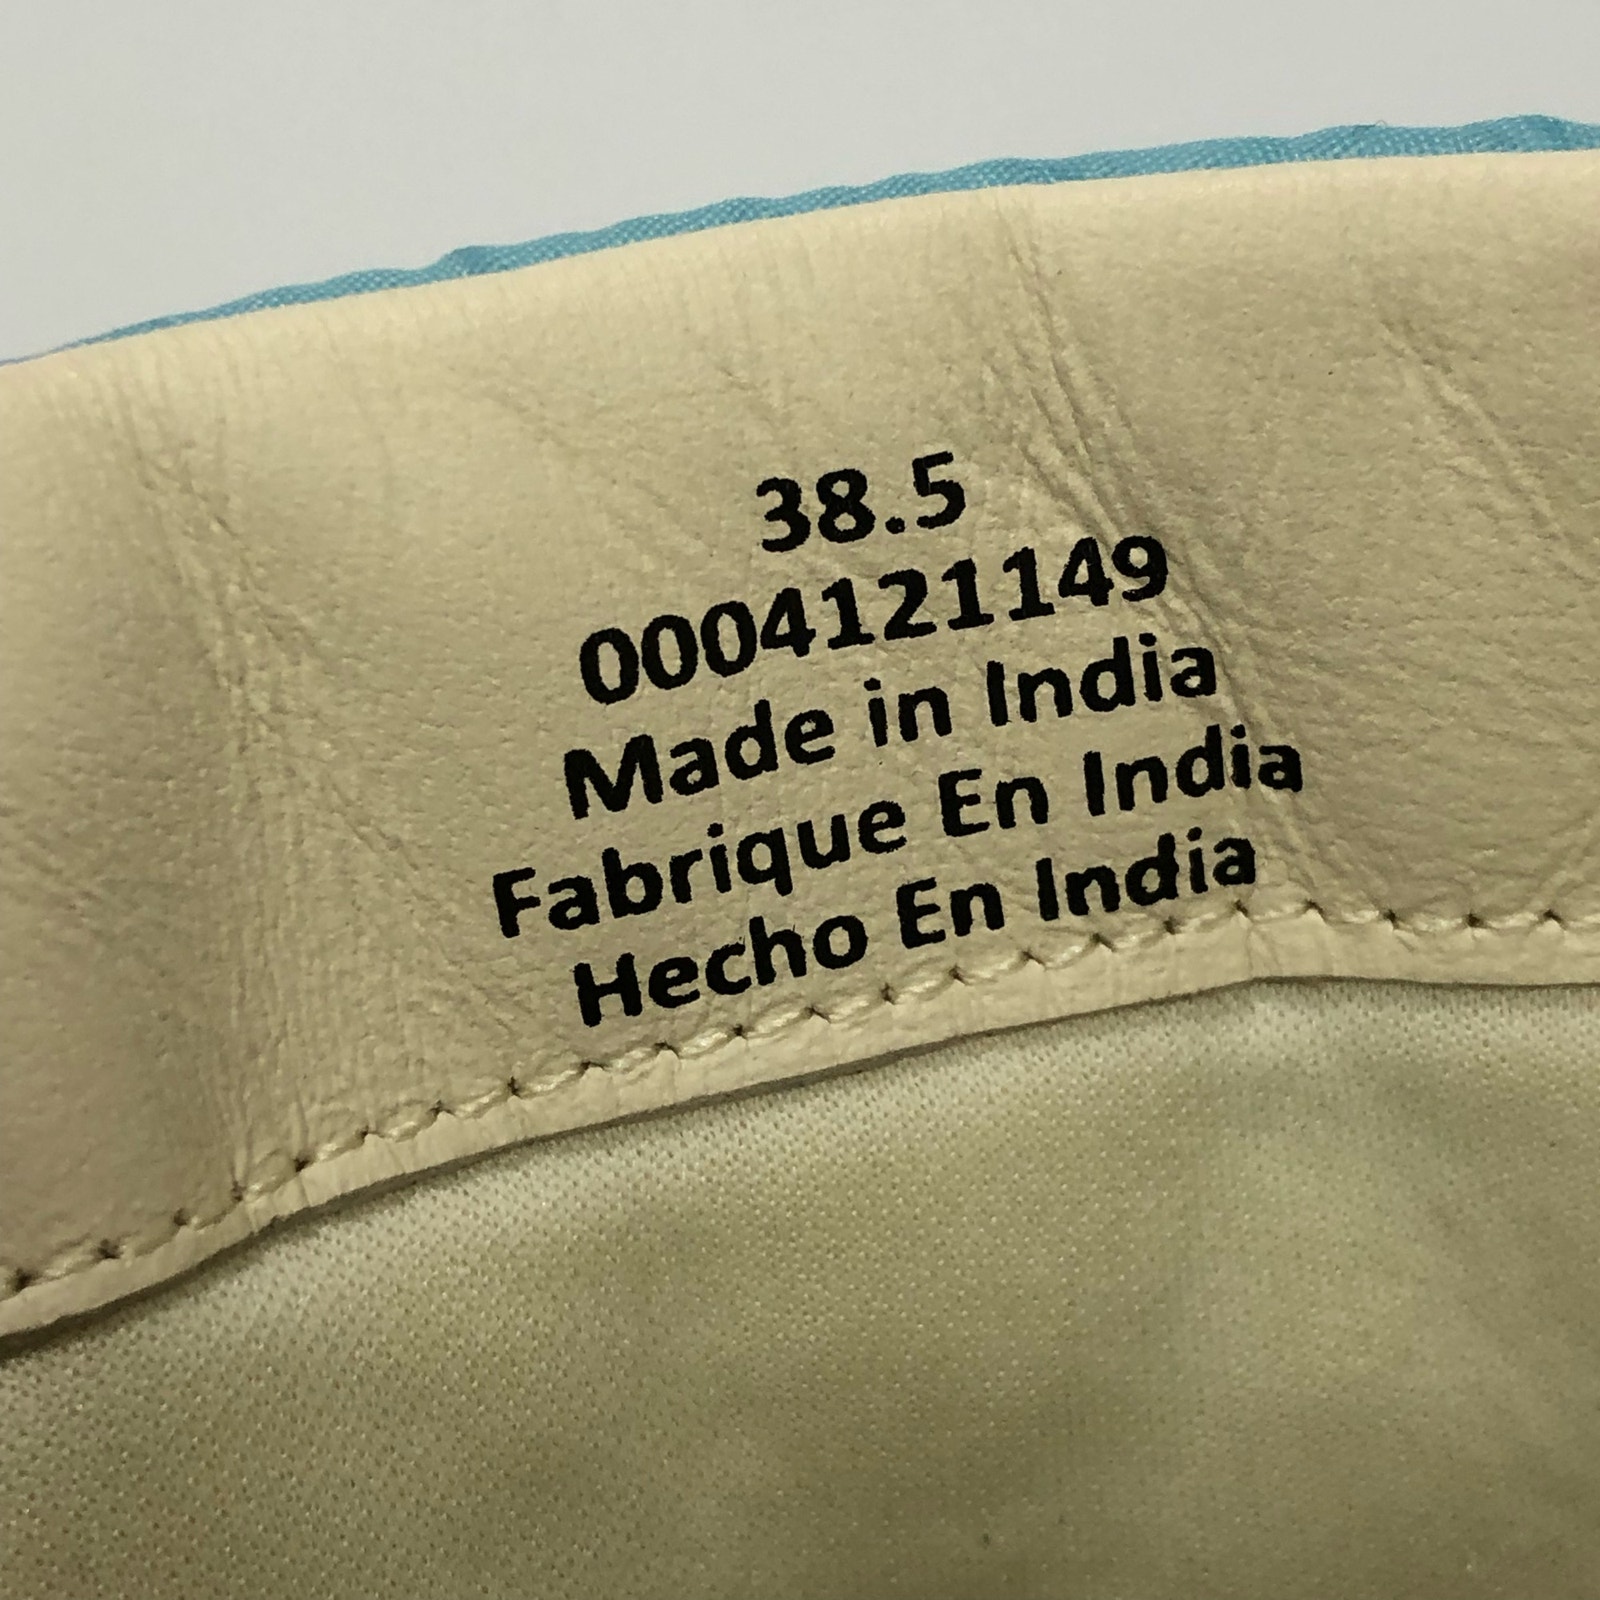 38.5
0004121149
Made in India
Fabrique En India
Hecho En India